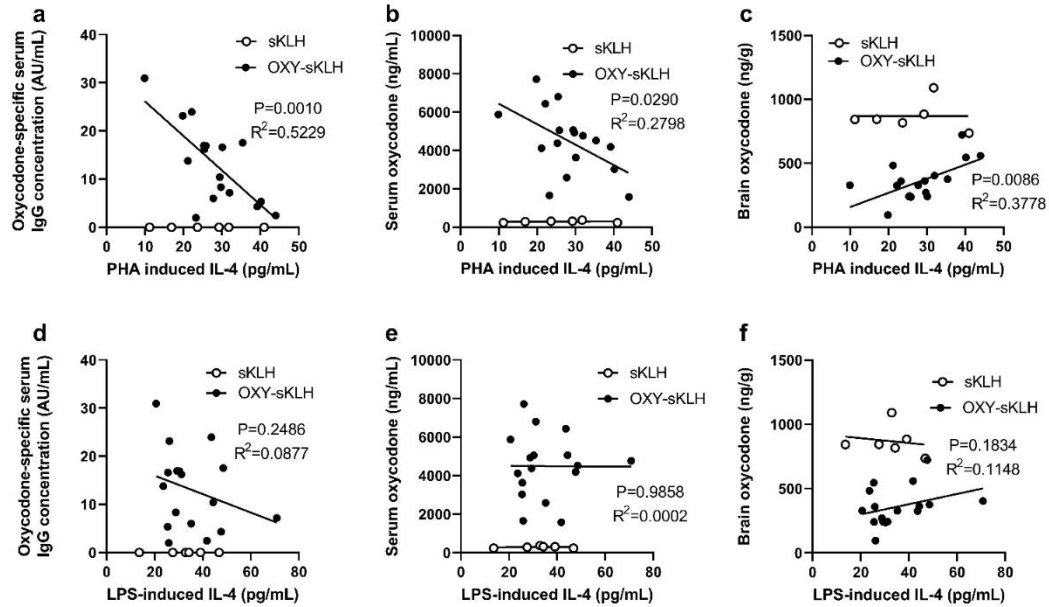 a
Oxycodone-specific serum
IgG concentration (AU/mL)
40
30
20
10
0
sKLH
OXY-sKLH
P=0.0010
R²=0.5229
0 10 20 30 40 50
PHA induced IL-4 (pg/mL)
b
Serum oxycodone (ng/mL)
10000
8000
6000
4000
2000
0
sKLH
OXY-sKLH
P=0.0290
R²=0.2798
0 10 20 30 40 50
PHA induced IL-4 (pg/mL)
c
Brain oxycodone (ng/g)
1500
1000
500
0
sKLH
OXY-sKLH
P=0.0086
R²=0.3778
0 10 20 30 40 50
PHA induced IL-4 (pg/mL)
d
Oxycodone-specific serum
IgG concentration (AU/mL)
40
30
20
10
0
sKLH
OXY-sKLH
P=0.2486
R²=0.0877
0 20 40 60 80
LPS-induced IL-4 (pg/mL)
e
Serum oxycodone (ng/mL)
10000
8000
6000
4000
2000
0
sKLH
OXY-sKLH
P=0.9858
R²=0.0002
0 20 40 60 80
LPS-induced IL-4 (pg/mL)
f
Brain oxycodone (ng/g)
1500
1000
500
0
sKLH
OXY-sKLH
P=0.1834
R²=0.1148
0 20 40 60 80
LPS-induced IL-4 (pg/mL)